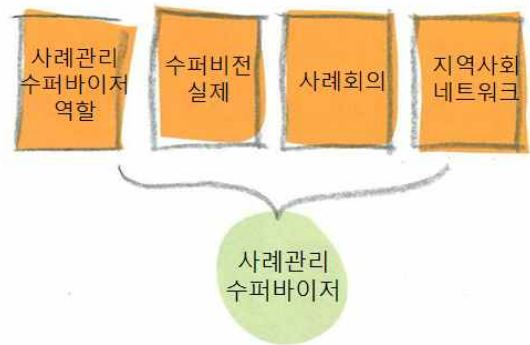 사례관리
수퍼바이저
역할
수퍼비전
실제
사례회의
지역사회
네트워크
사례관리
수퍼바이저